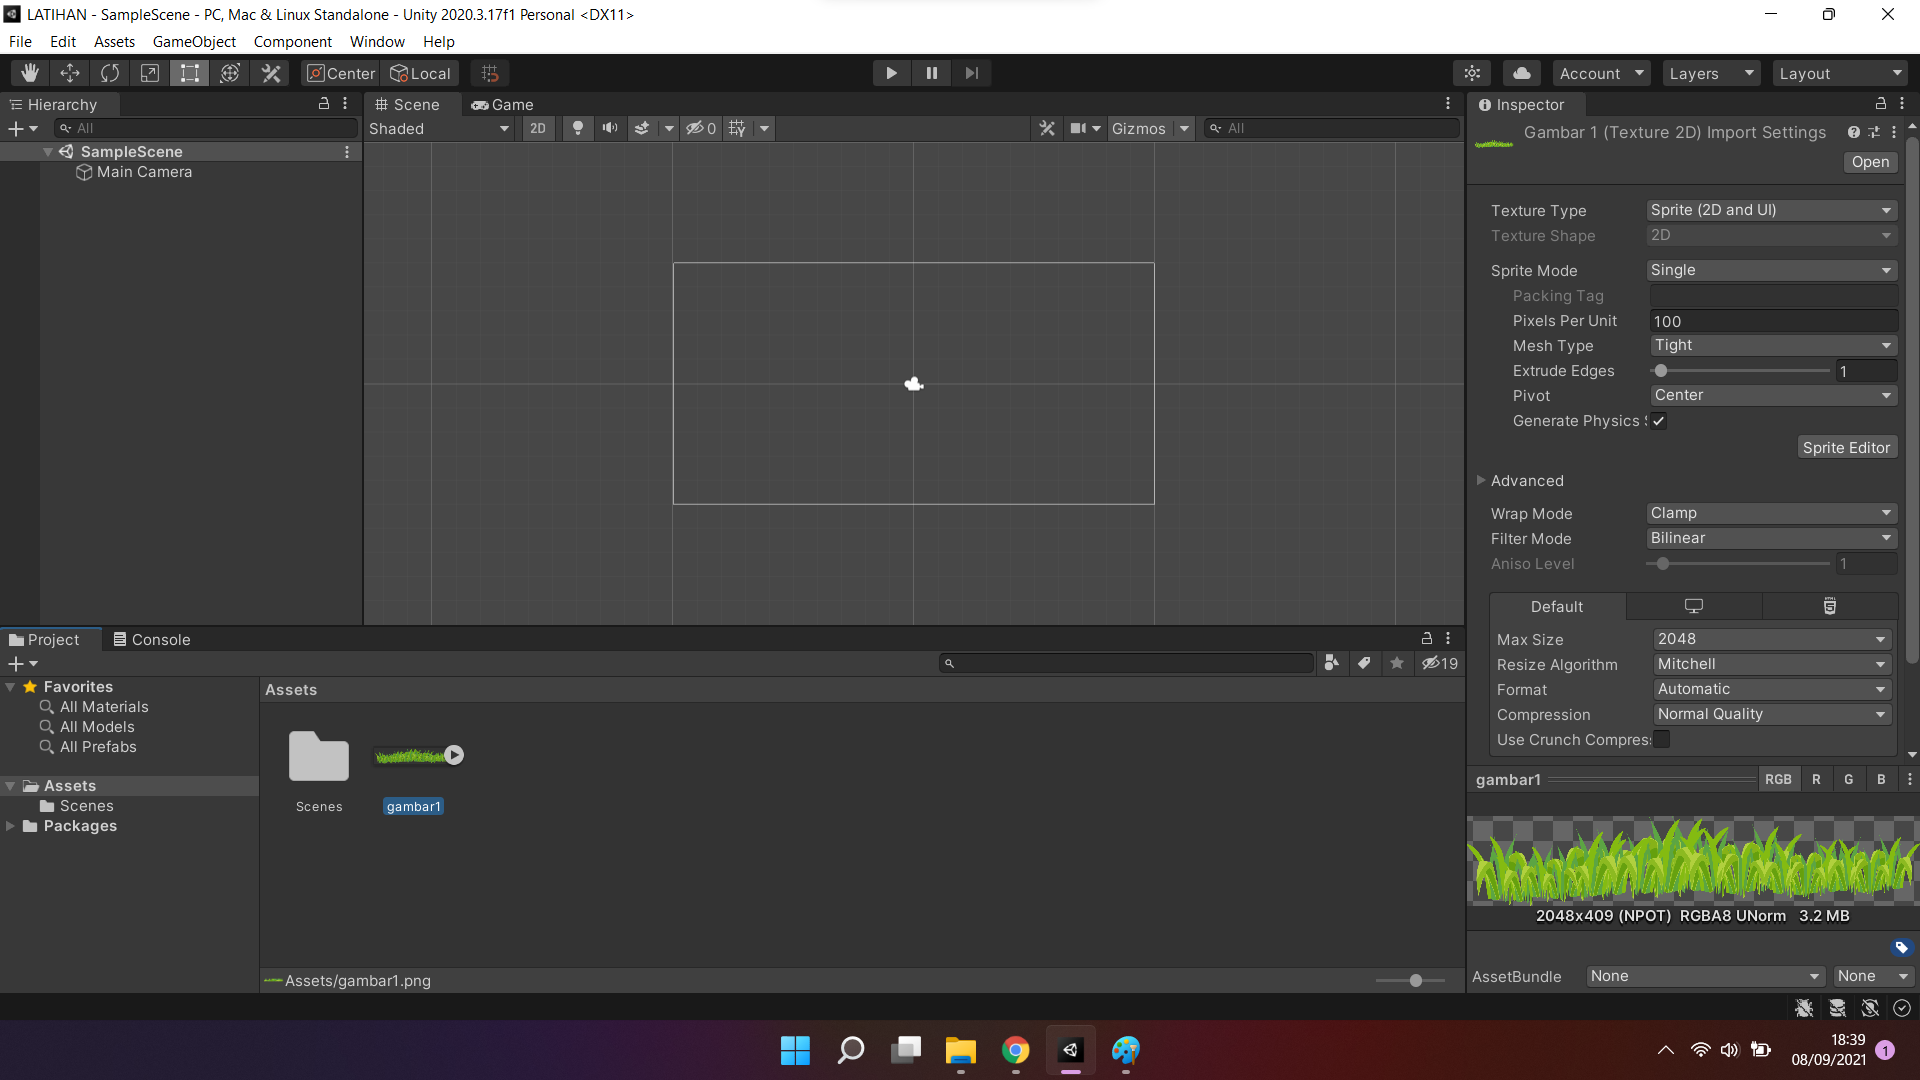 LATIHAN - SampleScene - PC, Mac & Linux Standalone - Unity 2020.3.17f1 Personal <DX11>
File Edit Assets GameObject Component Window Help
Center Local Account Layers Layout
Hierarchy
All
SampleScene
Main Camera
Scene Game
Shaded 2D 0 Gizmos All
Inspector
Gambar 1 (Texture 2D) Import Settings
Open
Texture Type Sprite (2D and UI)
Texture Shape 2D
Sprite Mode Single
Packing Tag
Pixels Per Unit 100
Mesh Type Tight
Extrude Edges 1
Pivot Center
Generate Physics S
Sprite Editor
Advanced
Wrap Mode Clamp
Filter Mode Bilinear
Aniso Level 1
Default
Max Size 2048
Resize Algorithm Mitchell
Format Automatic
Compression Normal Quality
Use Crunch Compres
Project Console
19
Favorites
All Materials
All Models
All Prefabs
Assets
Scenes
Packages
Assets
Scenes
gambar1
Assets/gambar1.png
gambar1 RGB R G B
2048x409 (NPOT) RGBA8 UNorm 3.2 MB
AssetBundle None None
18:39
08/09/2021
1